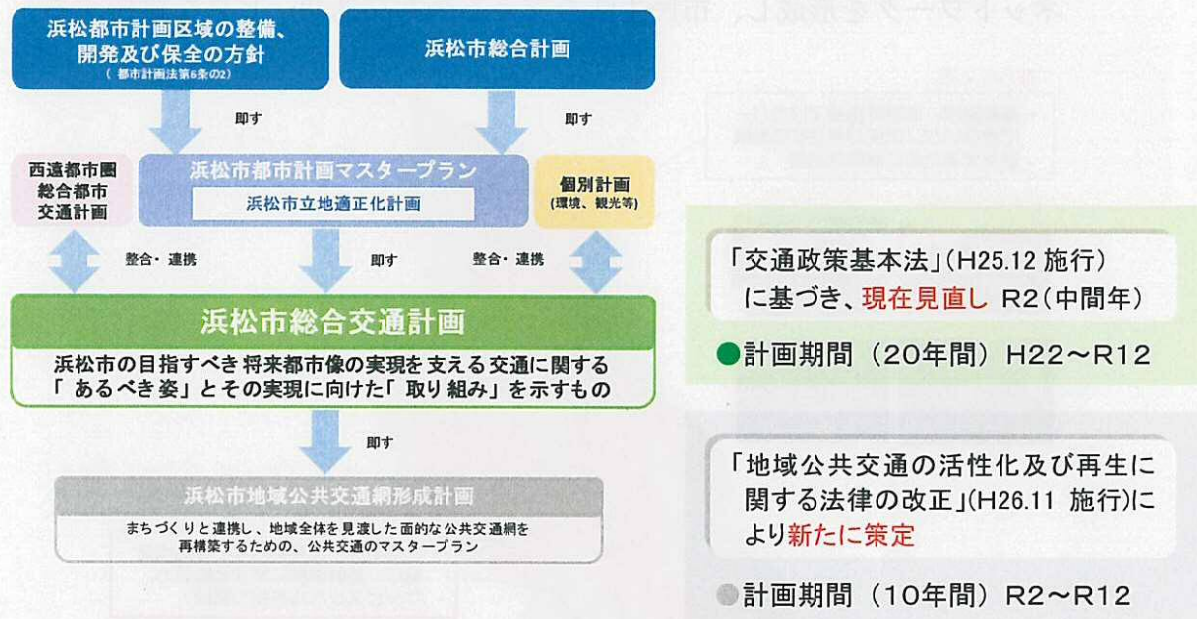 浜松都市計画区域の整備、
開発及び保全の方針
( 都市計画法第6条の2)
浜松市総合計画
即す
即す
西遠都市圏
総合都市
交通計画
浜松市都市計画マスタープラン
浜松市立地適正化計画
個別計画
(環境、観光等)
整合・連携
即す
整合・連携
浜松市総合交通計画
浜松市の目指すべき将来都市像の実現を支える交通に関する
「あるべき�」とその実現に向けた「取り組み」を示すもの
即す
浜松市地域公共交通網形成計画
まちづくりと連携し、地域全体を見渡した面的な公共交通網を
再構築するための、公共交通のマスタープラン
「交通政策基本法」(H25.12 施行)
に基づき、現在見直し R2(中間年)
●計画期間 (20年間) H22～R12
「地域公共交通の活性化及び再生に
関する法律の改正」(H26.11 施行)に
より新たに策定
●計画期間 (10年間) R2～R12